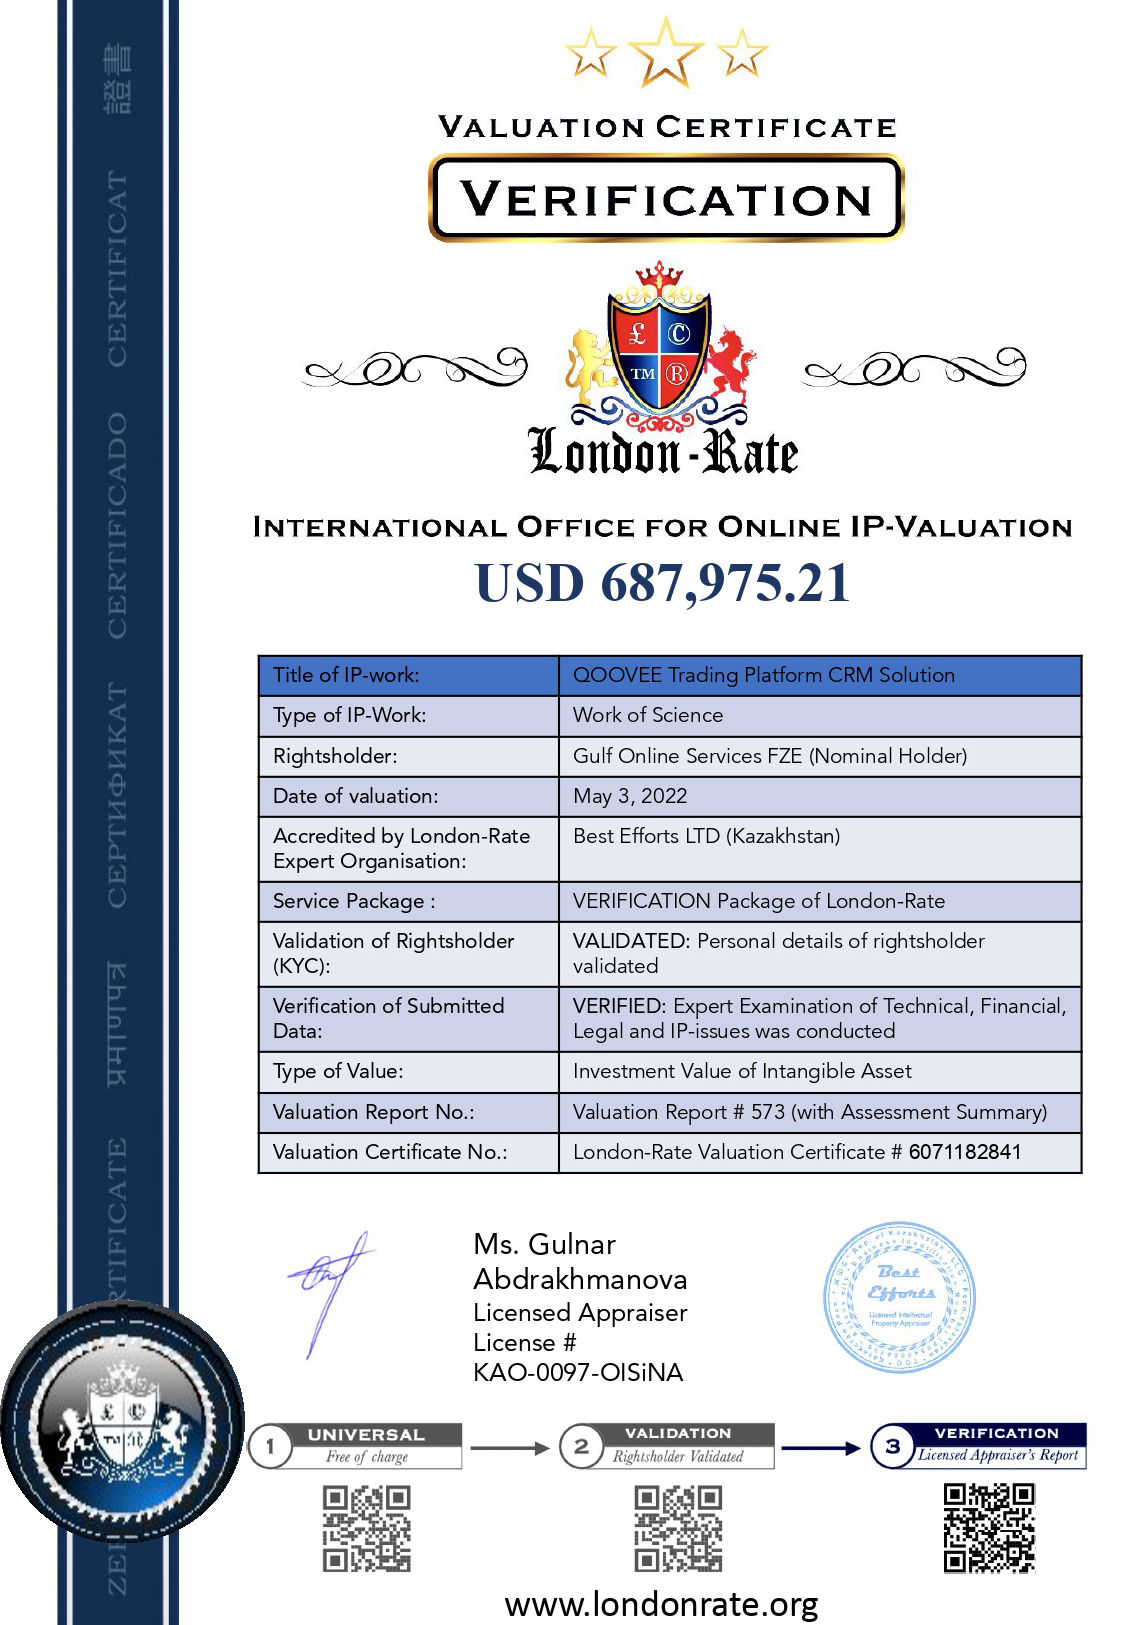 VALUATION CERTIFICATE
VERIFICATION
£ ©
TM ®
London-Rate
INTERNATIONAL OFFICE FOR ONLINE IP-VALUATION
USD 687,975.21
Title of IP-work: QOOVEE Trading Platform CRM Solution
Type of IP-Work: Work of Science
Rightsholder: Gulf Online Services FZE (Nominal Holder)
Date of valuation: May 3, 2022
Accredited by London-Rate
Expert Organisation: Best Efforts LTD (Kazakhstan)
Service Package : VERIFICATION Package of London-Rate
Validation of Rightsholder
(KYC):
VALIDATED: Personal details of rightsholder
validated
Verification of Submitted
Data:
VERIFIED: Expert Examination of Technical, Financial,
Legal and IP-issues was conducted
Type of Value: Investment Value of Intangible Asset
Valuation Report No.: Valuation Report # 573 (with Assessment Summary)
Valuation Certificate No.: London-Rate Valuation Certificate # 6071182841
Ms. Gulnar
Abdrakhmanova
Licensed Appraiser
License #
KAO-0097-OISiNA
Best
Efforts
Licensed Intellectual
Property Appraiser
1 UNIVERSAL
Free of charge
2 VALIDATION
Rightsholder Validated
3 VERIFICATION
Licensed Appraiser's Report
www.londonrate.org
ZER
RTIFICATE
प्रमाणपत्र
СЕРТИФИКАТ
CERTIFICADO
CERTIFICAT
證書